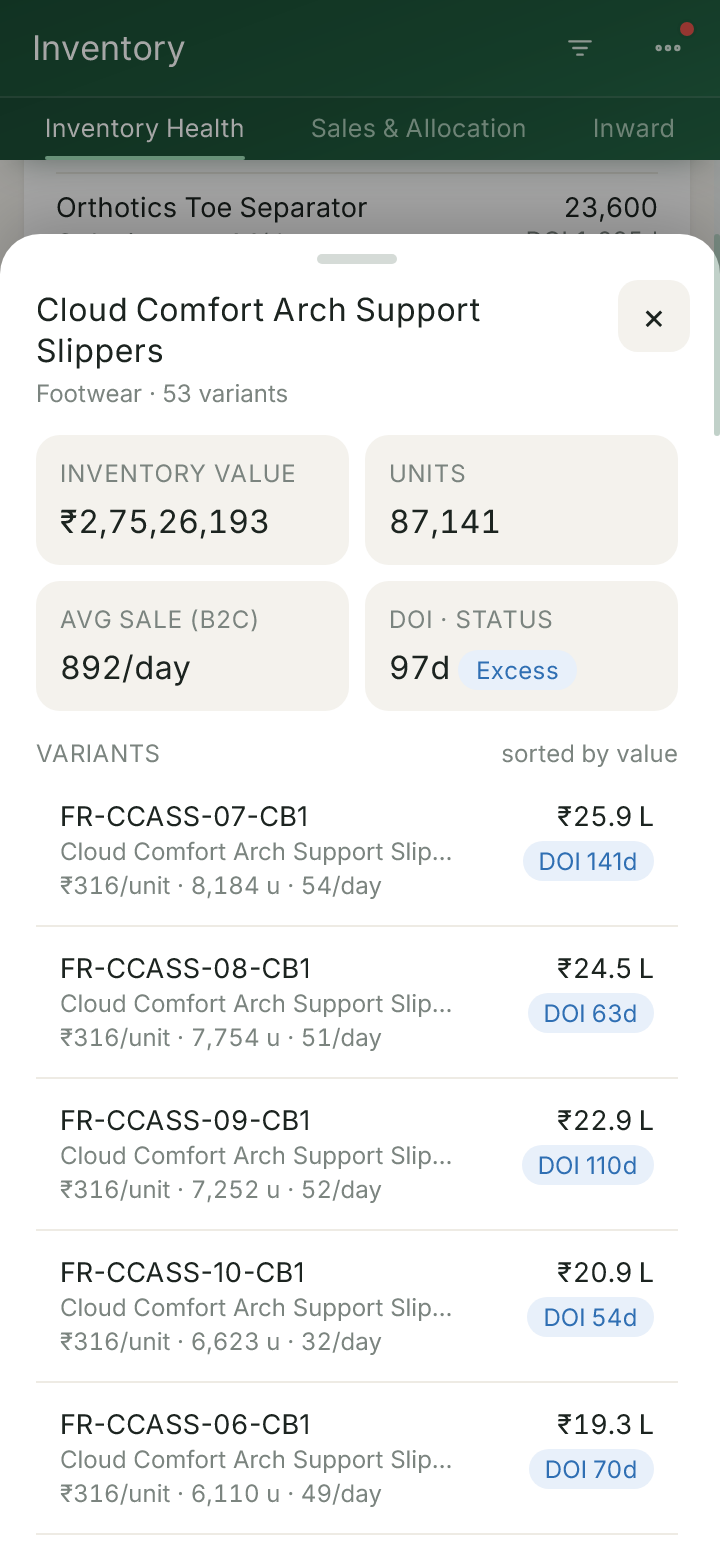 Inventory
Inventory Health
Sales & Allocation
Inward
Orthotics Toe Separator
23,600
Cloud Comfort Arch Support
Slippers
×
Footwear · 53 variants
INVENTORY VALUE
₹2,75,26,193
UNITS
87,141
AVG SALE (B2C)
892/day
DOI · STATUS
97d Excess
VARIANTS
sorted by value
FR-CCASS-07-CB1
₹25.9 L
Cloud Comfort Arch Support Slip...
DOI 141d
₹316/unit · 8,184 u · 54/day
FR-CCASS-08-CB1
₹24.5 L
Cloud Comfort Arch Support Slip...
DOI 63d
₹316/unit · 7,754 u · 51/day
FR-CCASS-09-CB1
₹22.9 L
Cloud Comfort Arch Support Slip...
DOI 110d
₹316/unit · 7,252 u · 52/day
FR-CCASS-10-CB1
₹20.9 L
Cloud Comfort Arch Support Slip...
DOI 54d
₹316/unit · 6,623 u · 32/day
FR-CCASS-06-CB1
₹19.3 L
Cloud Comfort Arch Support Slip...
DOI 70d
₹316/unit · 6,110 u · 49/day